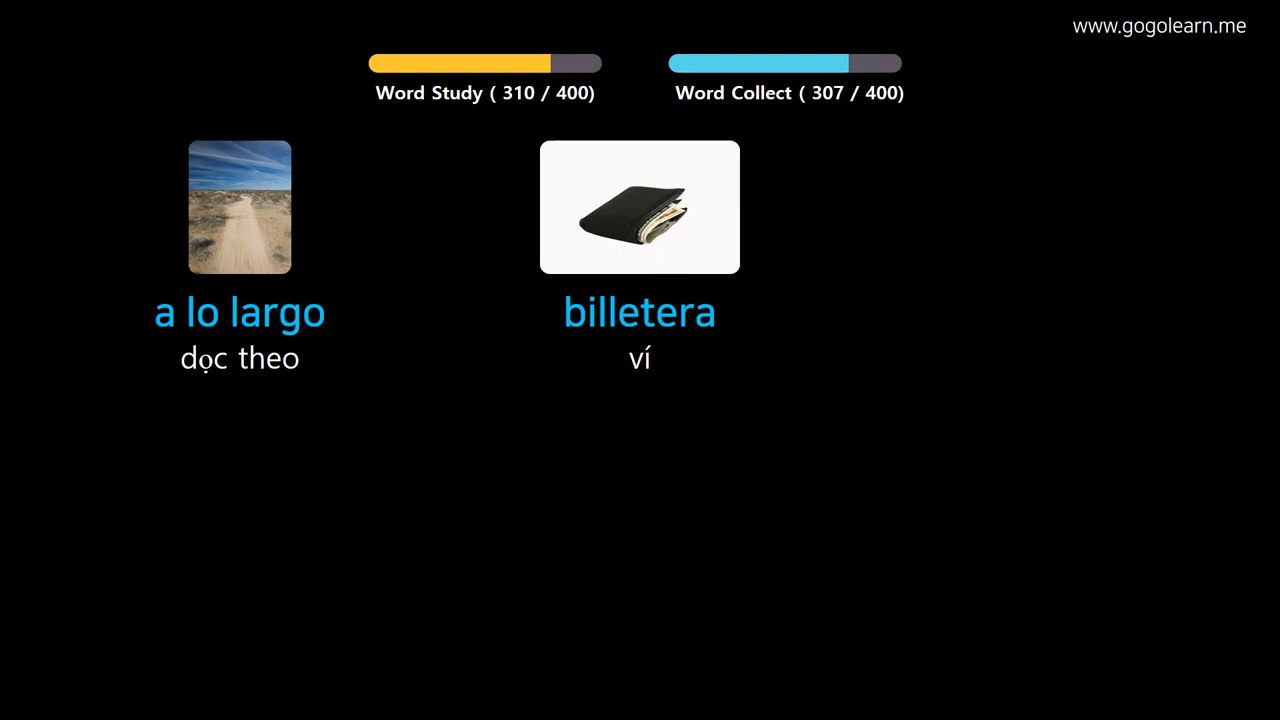 www.gogolearn.me
Word Study ( 310 / 400)
Word Collect ( 307 / 400)
a lo largo
dọc theo
billetera
ví